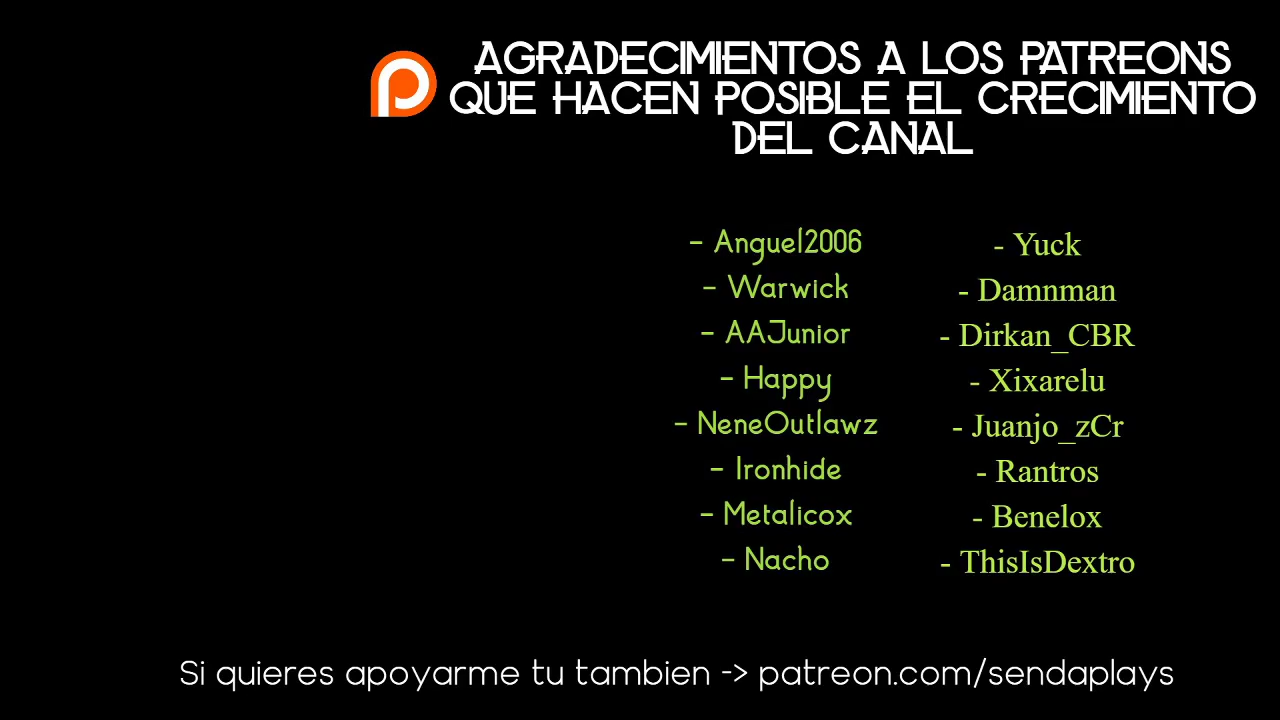 AGRADECIMIENTOS A LOS PATREONS
QUE HACEN POSIBLE EL CRECIMIENTO
DEL CANAL
- Anguel2006
- Warwick
- AAJunior
- Happy
- NeneOutlawz
- Ironhide
- Metalicox
- Nacho
- Yuck
- Damnman
- Dirkan_CBR
- Xixarelu
- Juanjo_zCr
- Rantros
- Benelox
- ThisIsDextro
Si quieres apoyarme tu tambien -> patreon.com/sendaplays